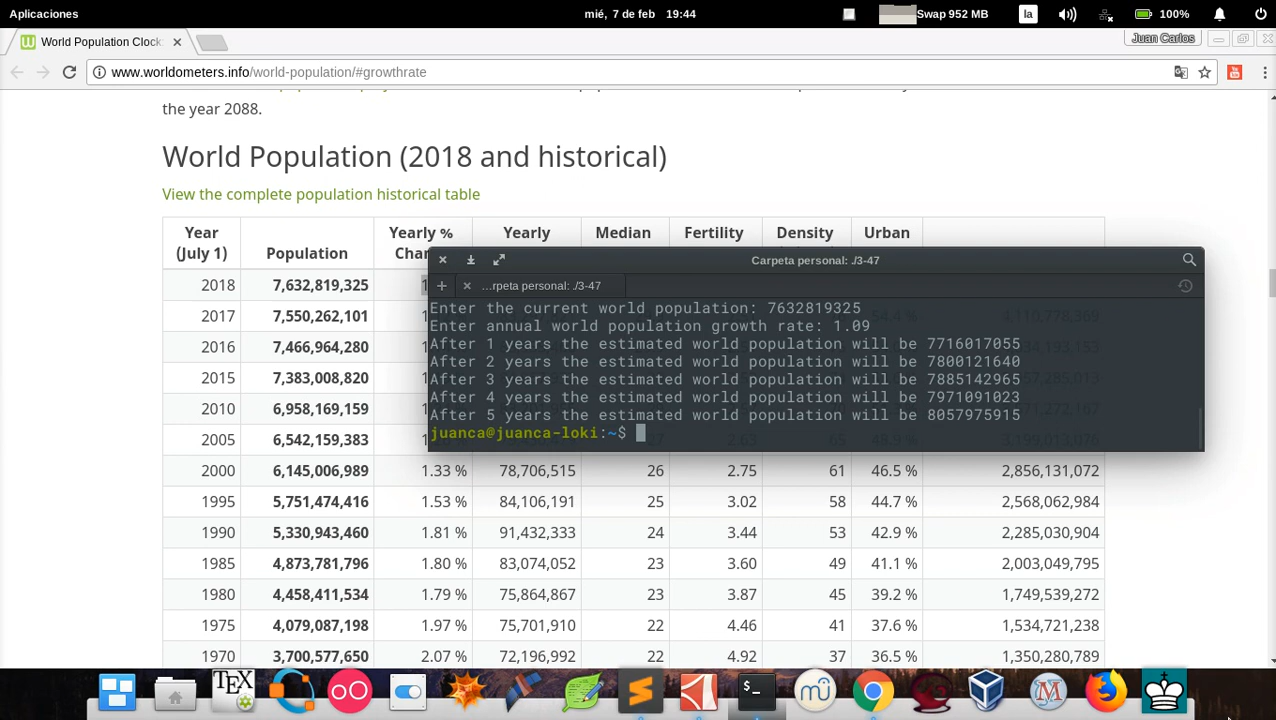 Aplicaciones mié, 7 de feb 19:44 Swap 952 MB la 100%
World Population Clock Juan Carlos
www.worldometers.info/world-population/#growthrate
the year 2088.
World Population (2018 and historical)
View the complete population historical table
Year (July 1) Population Yearly % Yearly Median Fertility Density Urban
2018 7,632,819,325
2017 7,550,262,101
2016 7,466,964,280
2015 7,383,008,820
2010 6,958,169,159
2005 6,542,159,383
2000 6,145,006,989 1.33 % 78,706,515 26 2.75 61 46.5 % 2,856,131,072
1995 5,751,474,416 1.53 % 84,106,191 25 3.02 58 44.7 % 2,568,062,984
1990 5,330,943,460 1.81 % 91,432,333 24 3.44 53 42.9 % 2,285,030,904
1985 4,873,781,796 1.80 % 83,074,052 23 3.60 49 41.1 % 2,003,049,795
1980 4,458,411,534 1.79 % 75,864,867 23 3.87 45 39.2 % 1,749,539,272
1975 4,079,087,198 1.97 % 75,701,910 22 4.46 41 37.6 % 1,534,721,238
1970 3,700,577,650 2.07 % 72,196,992 22 4.92 37 36.5 % 1,350,280,789
Carpeta personal: ./3-47
...rpeta personal: ./3-47
Enter the current world population: 7632819325
Enter annual world population growth rate: 1.09
After 1 years the estimated world population will be 7716017055
After 2 years the estimated world population will be 7800121640
After 3 years the estimated world population will be 7885142965
After 4 years the estimated world population will be 7971091023
After 5 years the estimated world population will be 8057975915
juanca@juanca-loki:~$
TEX